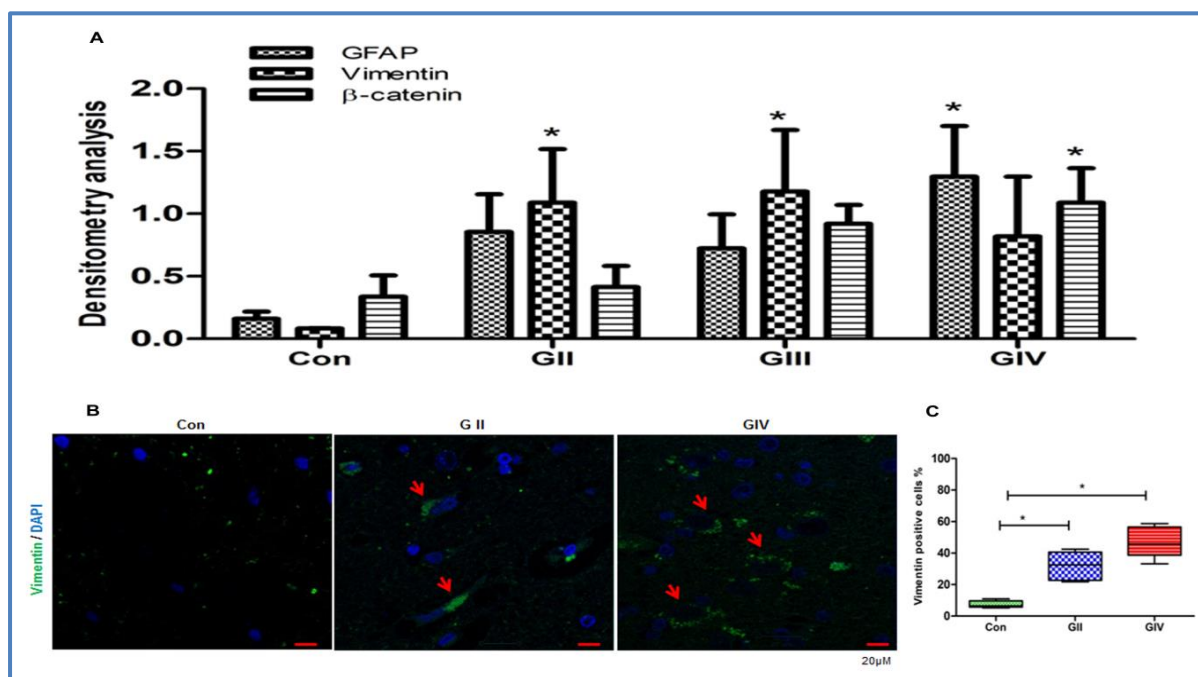 A
GFAP
Vimentin
β-catenin
Densitometry analysis
2.0
1.5
1.0
0.5
0.0
*
*
*
*
Con
GII
GIII
GIV
B
Con
G II
GIV
Vimentin / DAPI
20μM
C
Vimentin positive cells %
100
80
60
40
20
0
*
*
Con
GII
GIV